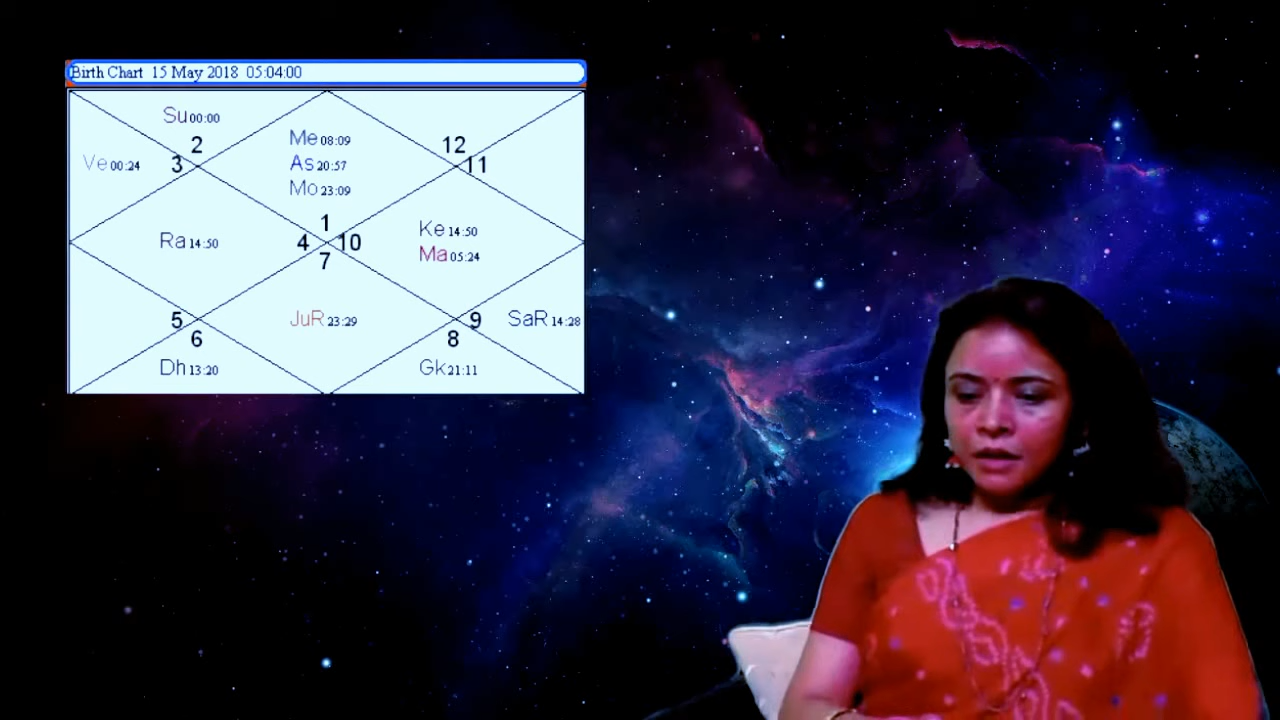 Birth Chart 15 May 2018 05:04:00
Su 00:00
2
Me 08:09
12
Ve 00:24
3
As 20:57
11
Mo 23:09
1
Ke 14:50
Ra 14:50
4
10
Ma 05:24
7
5
JuR 23:29
9
SaR 14:28
6
8
Dh 13:20
Gk 21:11